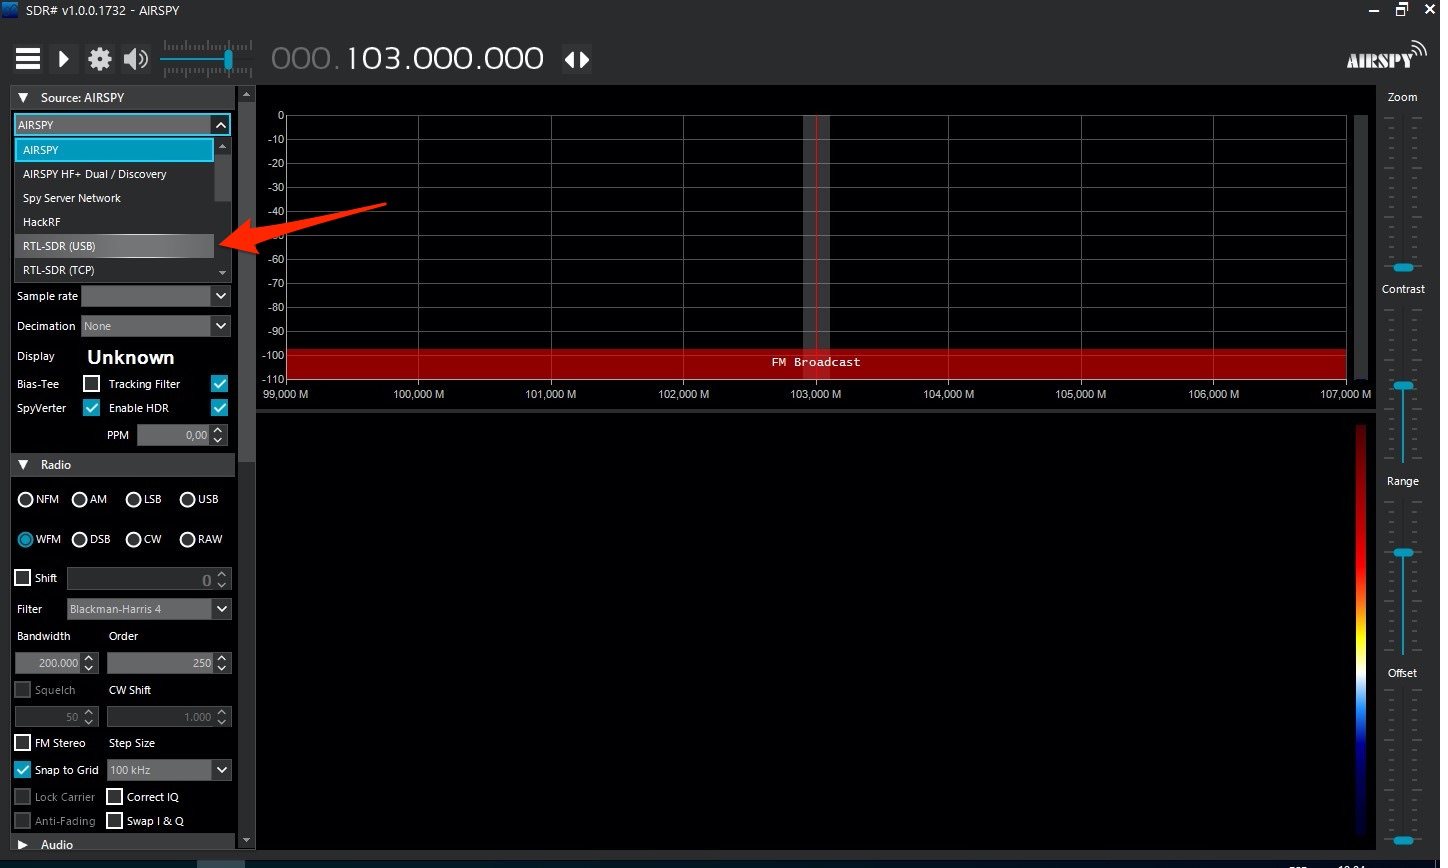 SDR# v1.0.0.1732 - AIRSPY
000.103.000.000
AIRSPY
Source: AIRSPY
AIRSPY
AIRSPY
AIRSPY HF+ Dual / Discovery
Spy Server Network
HackRF
RTL-SDR (USB)
RTL-SDR (TCP)
Sample rate
Decimation None
Display Unknown
Bias-Tee Tracking Filter
SpyVerter Enable HDR
PPM 0,00
Radio
NFM AM LSB USB
WFM DSB CW RAW
Shift 0
Filter Blackman-Harris 4
Bandwidth Order
200.000 250
Squelch CW Shift
50 1.000
FM Stereo Step Size
Snap to Grid 100 kHz
Lock Carrier Correct IQ
Anti-Fading Swap I & Q
Audio
0
-10
-20
-30
-40
-60
-70
-80
-90
-100
-110
FM Broadcast
99,000 M 100,000 M 101,000 M 102,000 M 103,000 M 104,000 M 105,000 M 106,000 M 107,000 M
Zoom
Contrast
Range
Offset